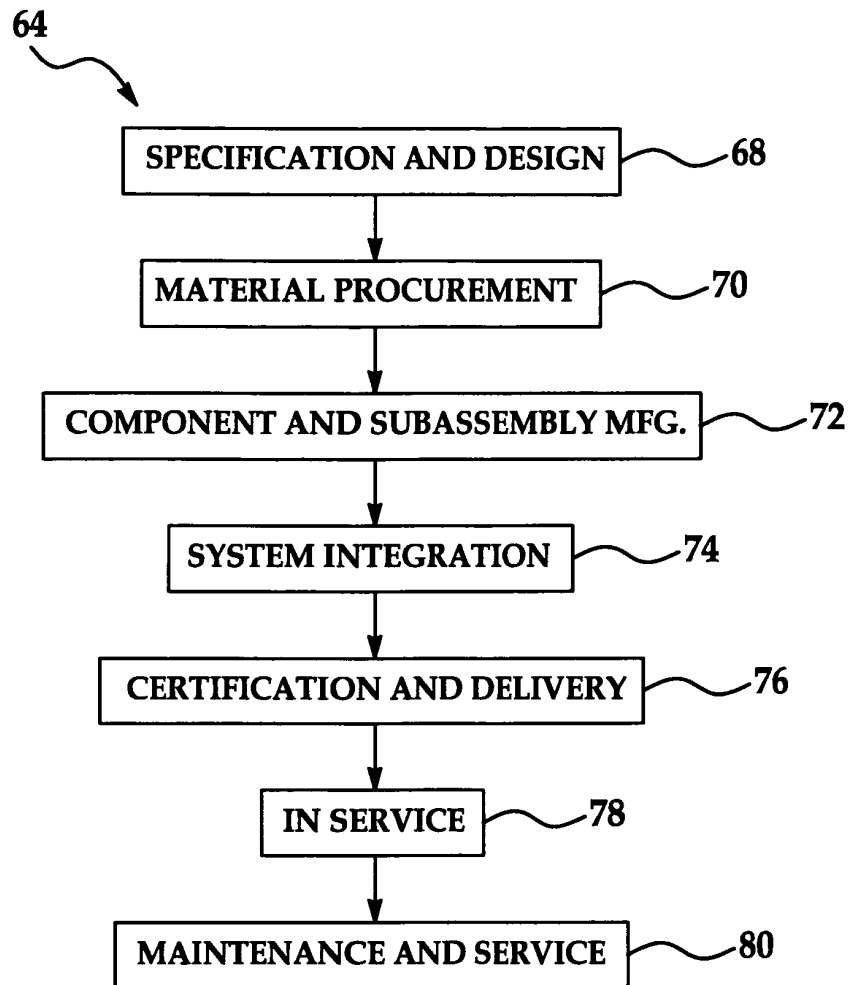 64
SPECIFICATION AND DESIGN 68
MATERIAL PROCUREMENT 70
COMPONENT AND SUBASSEMBLY MFG. 72
SYSTEM INTEGRATION 74
CERTIFICATION AND DELIVERY 76
IN SERVICE 78
MAINTENANCE AND SERVICE 80